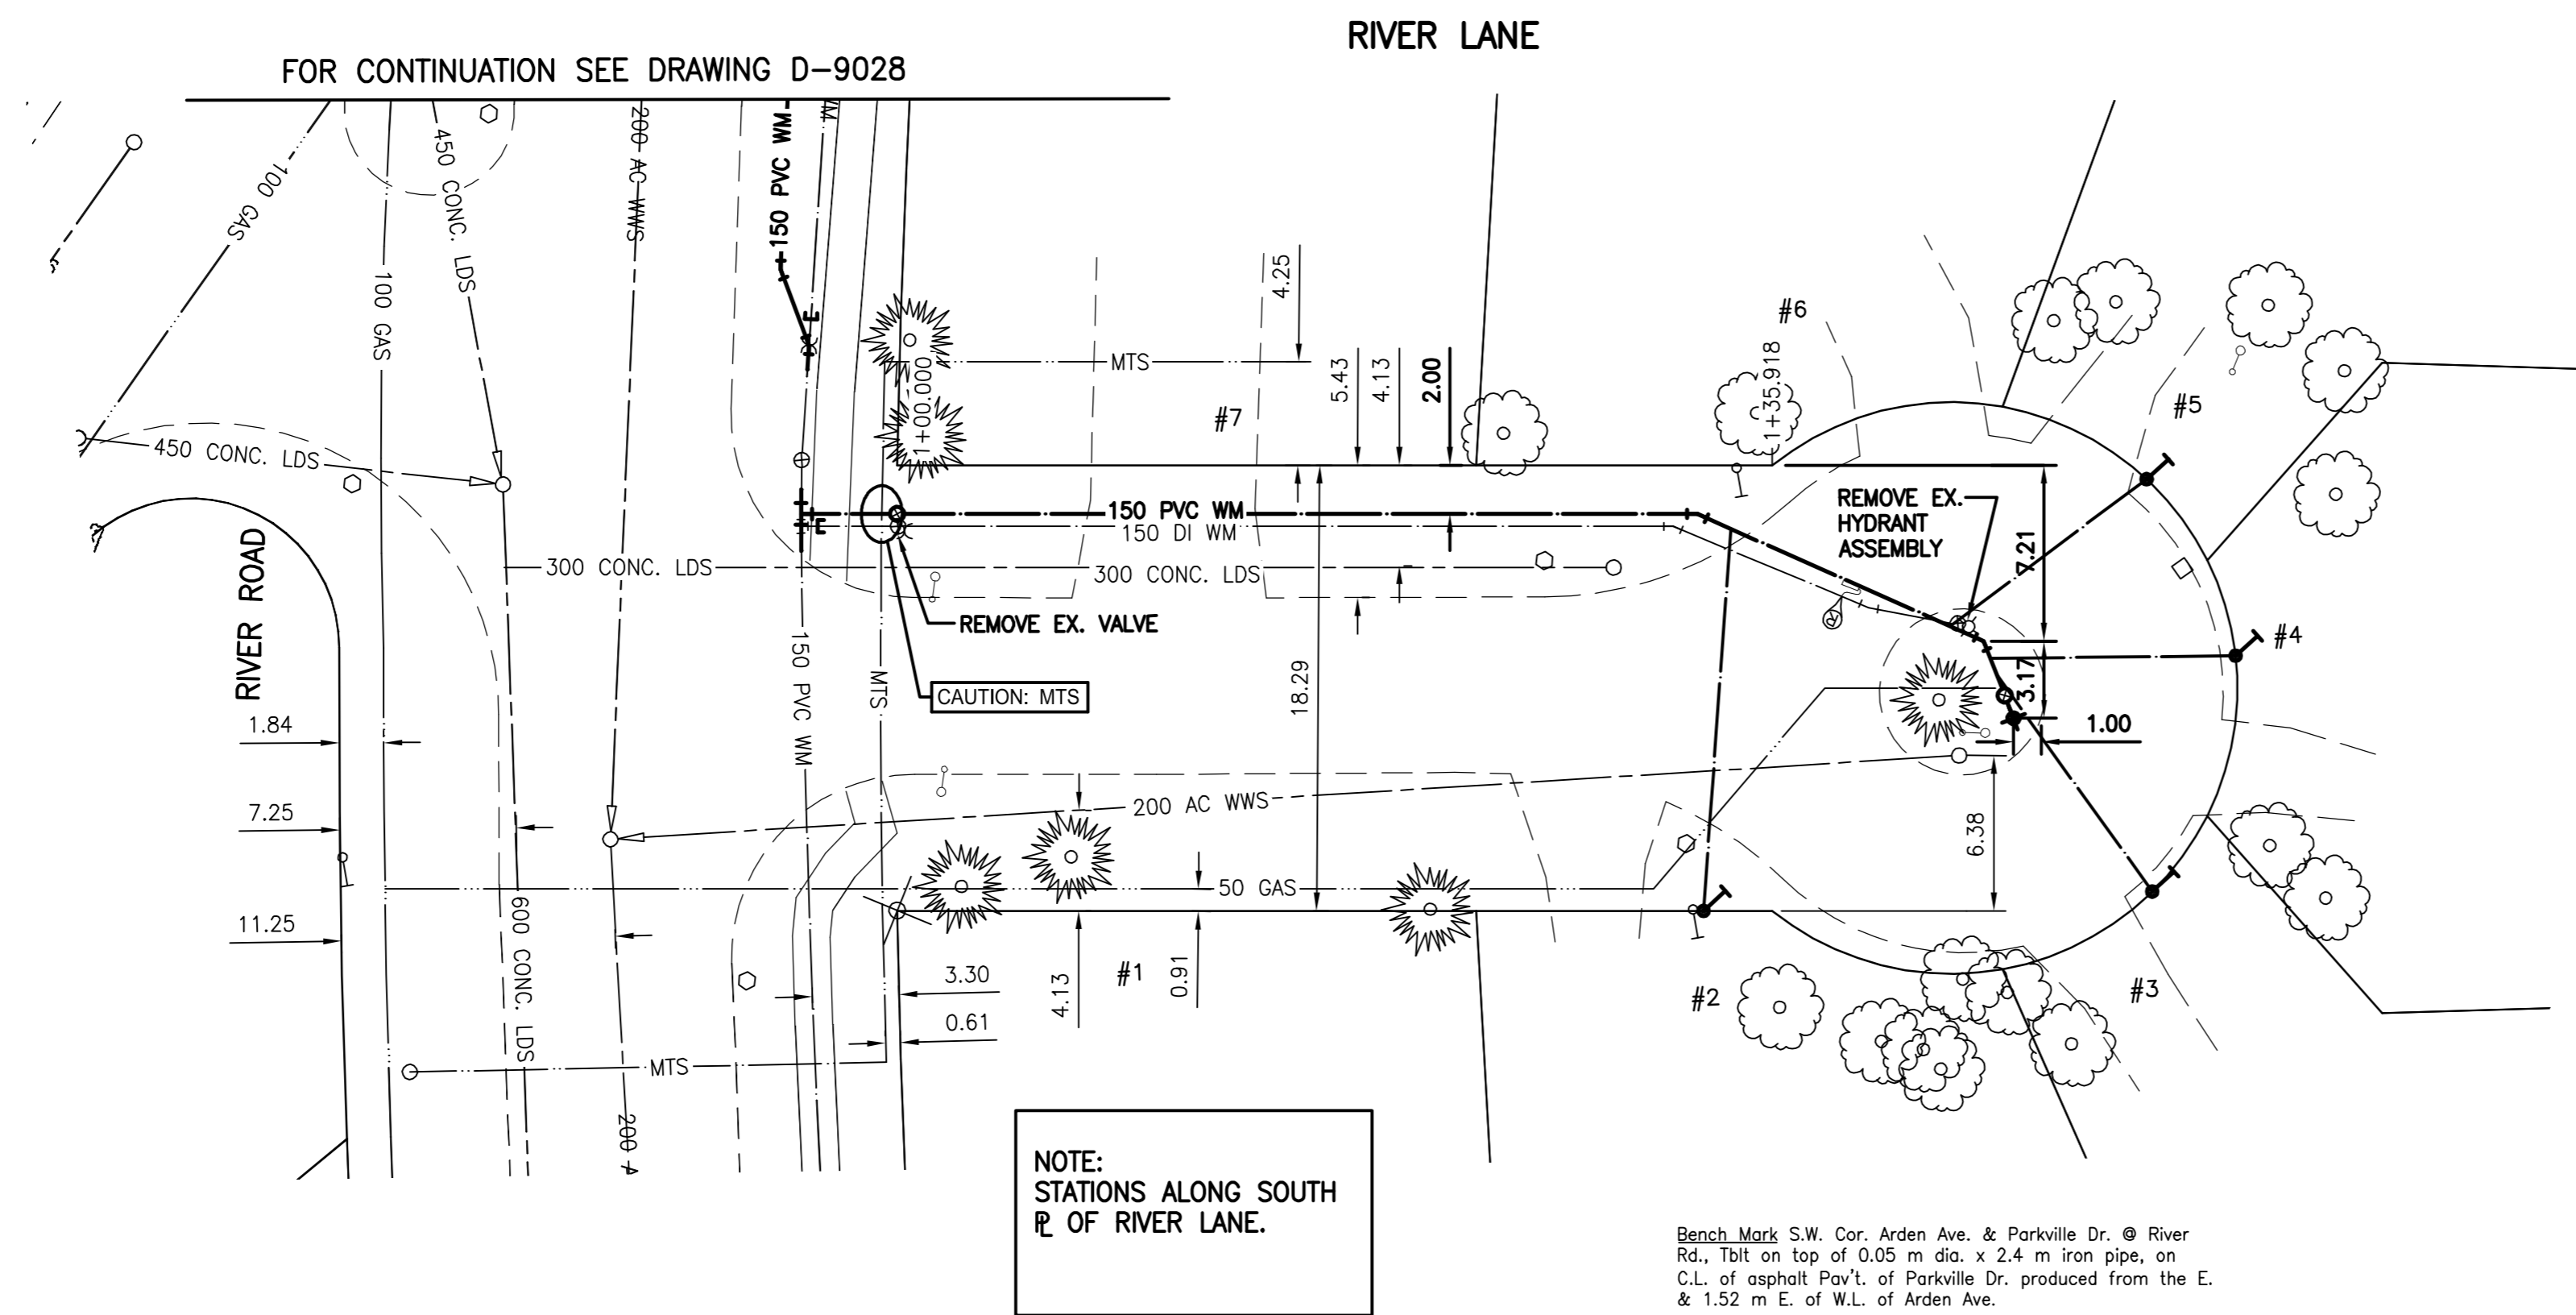 RIVER LANE
FOR CONTINUATION SEE DRAWING D-9028
100 GAS
100 GAS
450 CONC. LDS
200 AC WWS
150 PVC WM
WM
450 CONC. LDS
RIVER ROAD
1+00.000
MTS
#7
4.25
5.43
4.13
2.00
#6
1+35.918
#5
150 PVC WM
150 DI WM
300 CONC. LDS
300 CONC. LDS
REMOVE EX.
HYDRANT
ASSEMBLY
7.21
REMOVE EX. VALVE
CAUTION: MTS
150 PVC WM
MTS
18.29
R
#4
3.17
1.00
1.84
7.25
11.25
200 AC WWS
6.38
50 GAS
600 CONC. LDS
3.30
0.61
4.13
#1
0.91
#2
#3
MTS
200 A
NOTE:
STATIONS ALONG SOUTH
PL OF RIVER LANE.
Bench Mark S.W. Cor. Arden Ave. & Parkville Dr. @ River
Rd., Tblt on top of 0.05 m dia. x 2.4 m iron pipe, on
C.L. of asphalt Pav't. of Parkville Dr. produced from the E.
& 1.52 m E. of W.L. of Arden Ave.